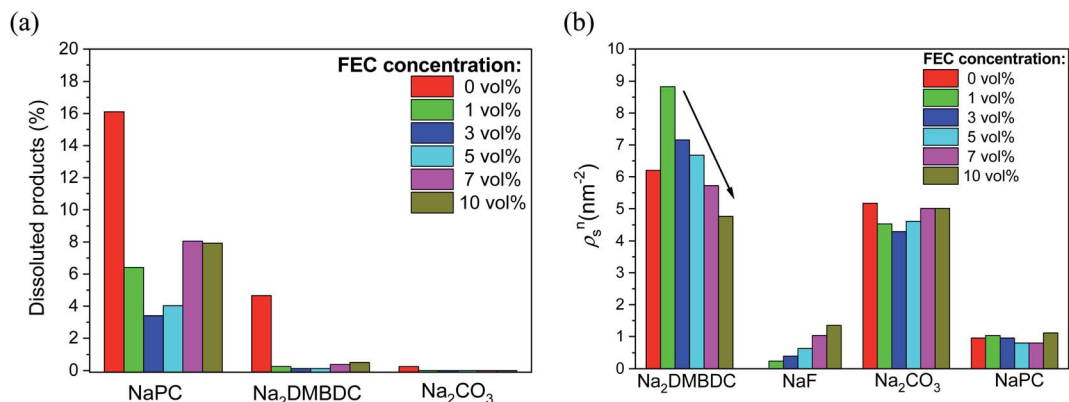 (a)
Dissoluted products (%)
20
18
16
14
12
10
8
6
4
2
0
FEC concentration:
0 vol%
1 vol%
3 vol%
5 vol%
7 vol%
10 vol%
NaPC
Na₂DMBDC
Na₂CO₃
(b)
ρₛⁿ(nm⁻²)
10
9
8
7
6
5
4
3
2
1
0
FEC concentration:
0 vol%
1 vol%
3 vol%
5 vol%
7 vol%
10 vol%
Na₂DMBDC
NaF
Na₂CO₃
NaPC